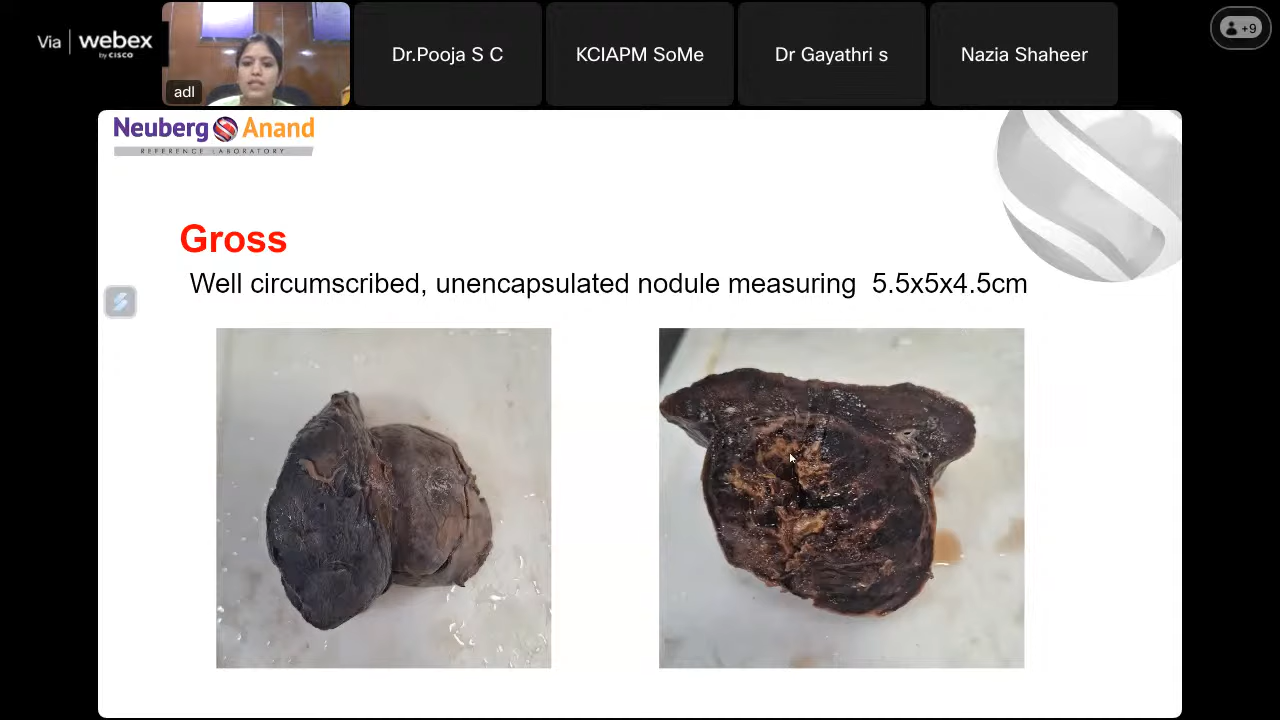 Via webex
by CISCO
adl
Dr.Pooja S C
KCIAPM SoMe
Dr Gayathri s
Nazia Shaheer
+9
Neuberg Anand
REFERENCE LABORATORY
Gross
Well circumscribed, unencapsulated nodule measuring 5.5x5x4.5cm